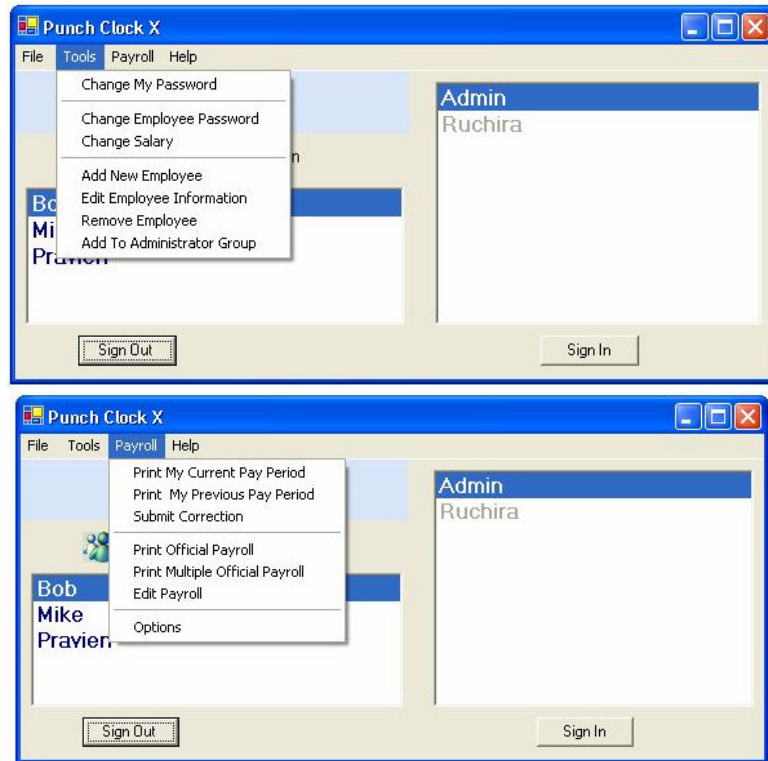 Punch Clock X
File Tools Payroll Help
Change My Password
Change Employee Password
Change Salary
Add New Employee
Edit Employee Information
Remove Employee
Add To Administrator Group
Admin
Ruchira
Pravien
Sign Out
Sign In
Punch Clock X
File Tools Payroll Help
Print My Current Pay Period
Print My Previous Pay Period
Submit Correction
Print Official Payroll
Print Multiple Official Payroll
Edit Payroll
Options
Admin
Ruchira
Bob
Mike
Pravien
Sign Out
Sign In